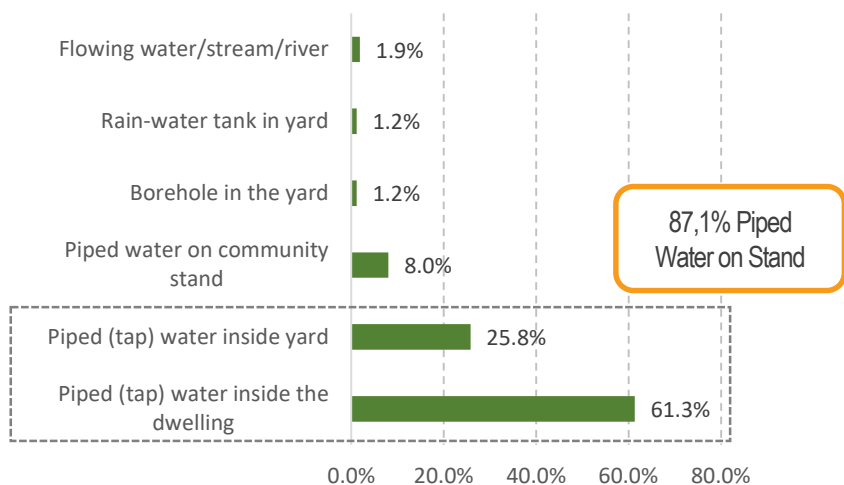 Flowing water/stream/river
1.9%
Rain-water tank in yard
1.2%
Borehole in the yard
1.2%
Piped water on community
stand
8.0%
87,1% Piped
Water on Stand
Piped (tap) water inside yard
25.8%
Piped (tap) water inside the
dwelling
61.3%
0.0% 20.0% 40.0% 60.0% 80.0%